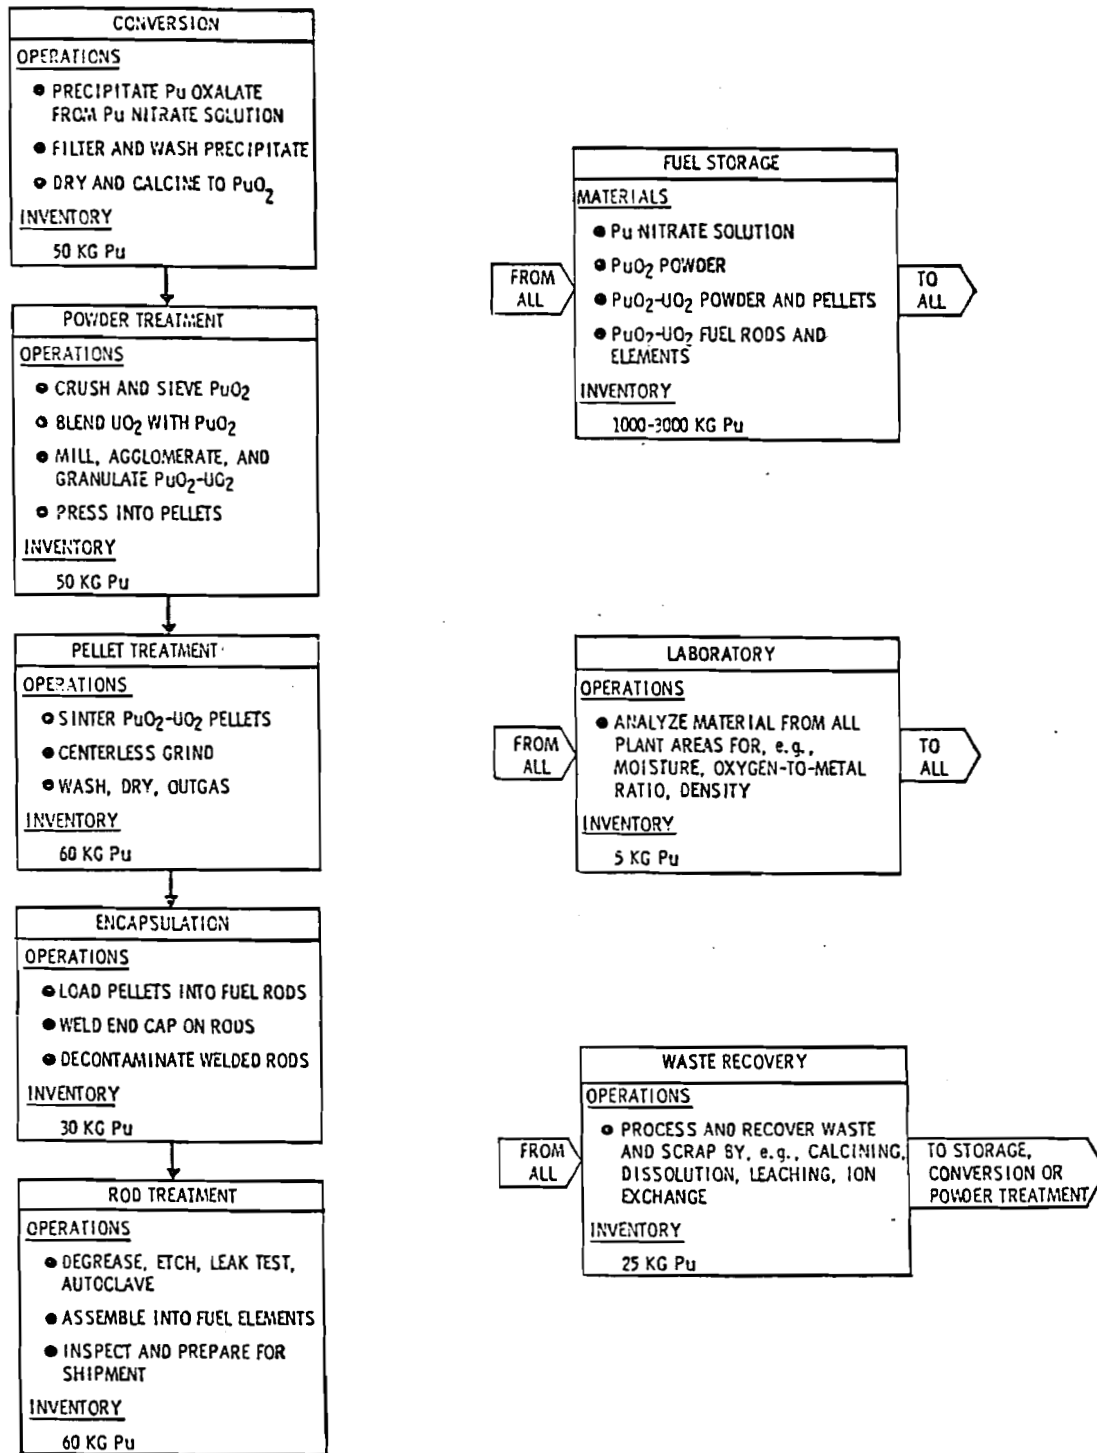 CONVERSION
OPERATIONS
● PRECIPITATE Pu OXALATE
FROM Pu NITRATE SOLUTION
● FILTER AND WASH PRECIPITATE
● DRY AND CALCINE TO PuO₂
INVENTORY
50 KG Pu
POWDER TREATMENT
OPERATIONS
● CRUSH AND SIEVE PuO₂
● BLEND UO₂ WITH PuO₂
● MILL, AGGLOMERATE, AND
GRANULATE PuO₂-UO₂
● PRESS INTO PELLETS
INVENTORY
50 KG Pu
PELLET TREATMENT
OPERATIONS
● SINTER PuO₂-UO₂ PELLETS
● CENTERLESS GRIND
● WASH, DRY, OUTGAS
INVENTORY
60 KG Pu
ENCAPSULATION
OPERATIONS
● LOAD PELLETS INTO FUEL RODS
● WELD END CAP ON RODS
● DECONTAMINATE WELDED RODS
INVENTORY
30 KG Pu
ROD TREATMENT
OPERATIONS
● DEGREASE, ETCH, LEAK TEST,
AUTOCLAVE
● ASSEMBLE INTO FUEL ELEMENTS
● INSPECT AND PREPARE FOR
SHIPMENT
INVENTORY
60 KG Pu
FROM
ALL
FUEL STORAGE
MATERIALS
● Pu NITRATE SOLUTION
● PuO₂ POWDER
● PuO₂-UO₂ POWDER AND PELLETS
● PuO₂-UO₂ FUEL RODS AND
ELEMENTS
INVENTORY
1000-3000 KG Pu
TO
ALL
FROM
ALL
LABORATORY
OPERATIONS
● ANALYZE MATERIAL FROM ALL
PLANT AREAS FOR, e.g.,
MOISTURE, OXYGEN-TO-METAL
RATIO, DENSITY
INVENTORY
5 KG Pu
TO
ALL
FROM
ALL
WASTE RECOVERY
OPERATIONS
● PROCESS AND RECOVER WASTE
AND SCRAP BY, e.g., CALCINING,
DISSOLUTION, LEACHING, ION
EXCHANGE
INVENTORY
25 KG Pu
TO STORAGE,
CONVERSION OR
POWDER TREATMENT